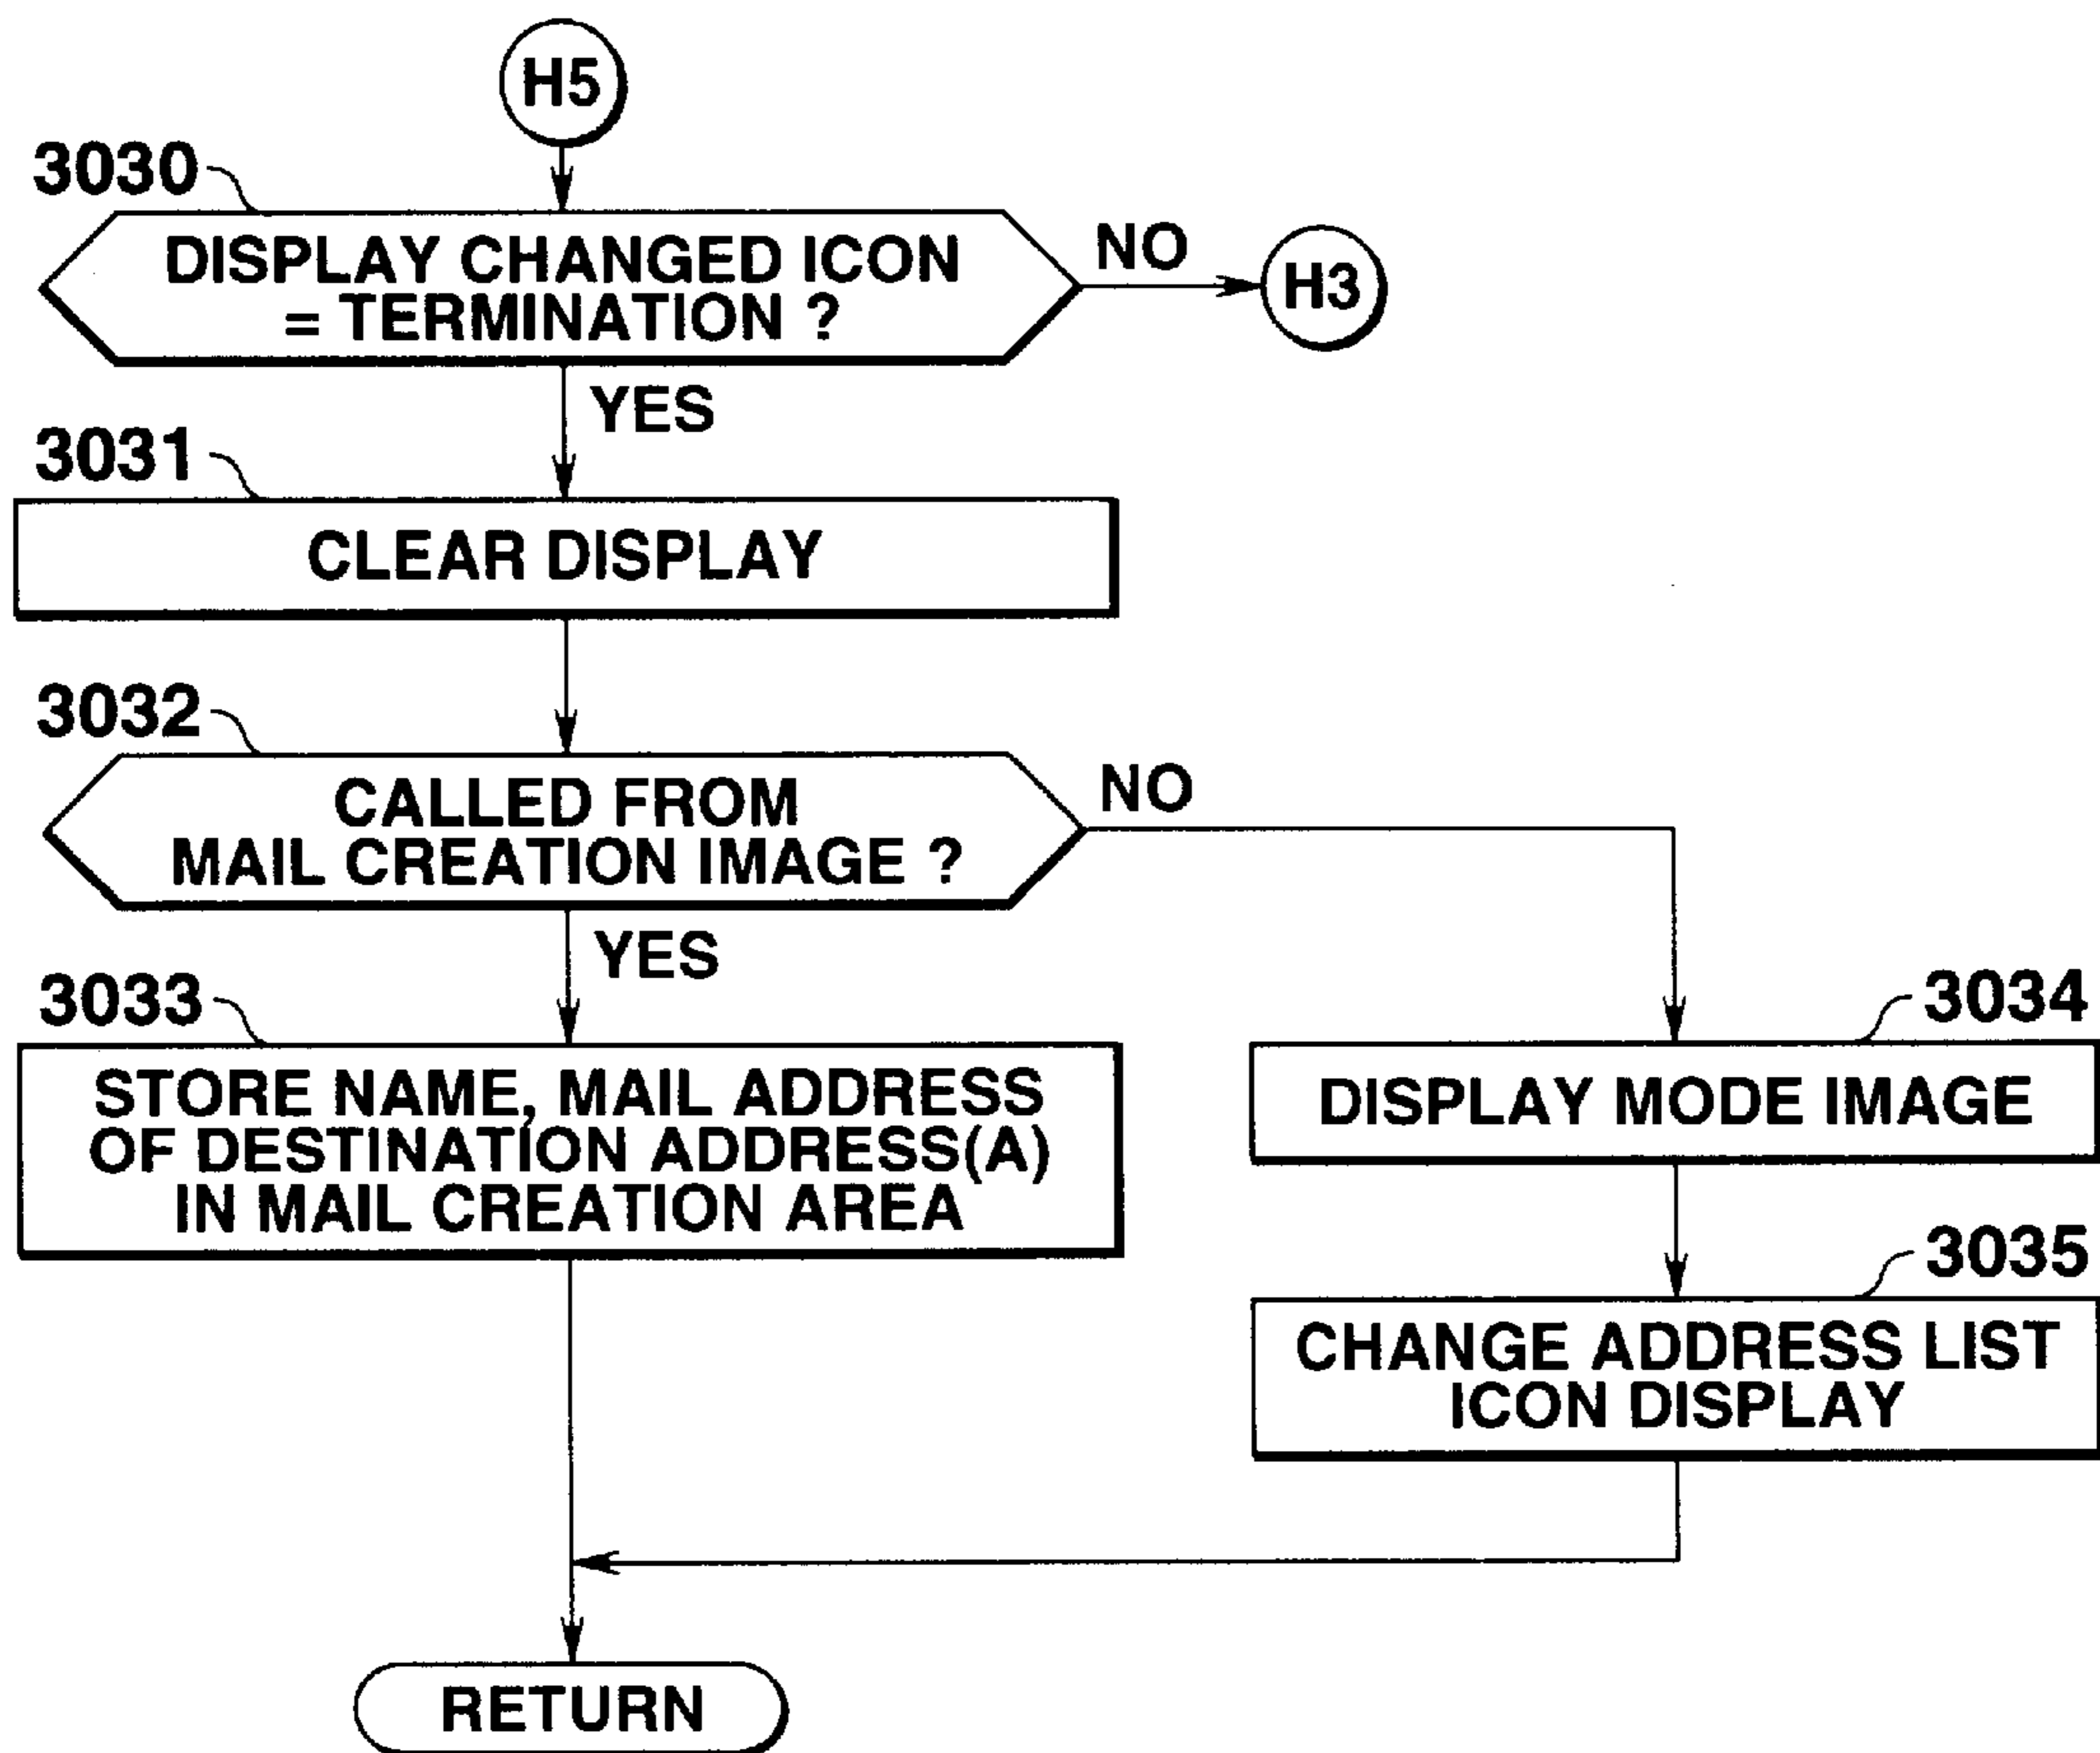 H5
3030
DISPLAY CHANGED ICON
= TERMINATION ?
NO
H3
YES
3031
CLEAR DISPLAY
3032
CALLED FROM
MAIL CREATION IMAGE ?
NO
YES
3033
STORE NAME, MAIL ADDRESS
OF DESTINATION ADDRESS(A)
IN MAIL CREATION AREA
3034
DISPLAY MODE IMAGE
3035
CHANGE ADDRESS LIST
ICON DISPLAY
RETURN